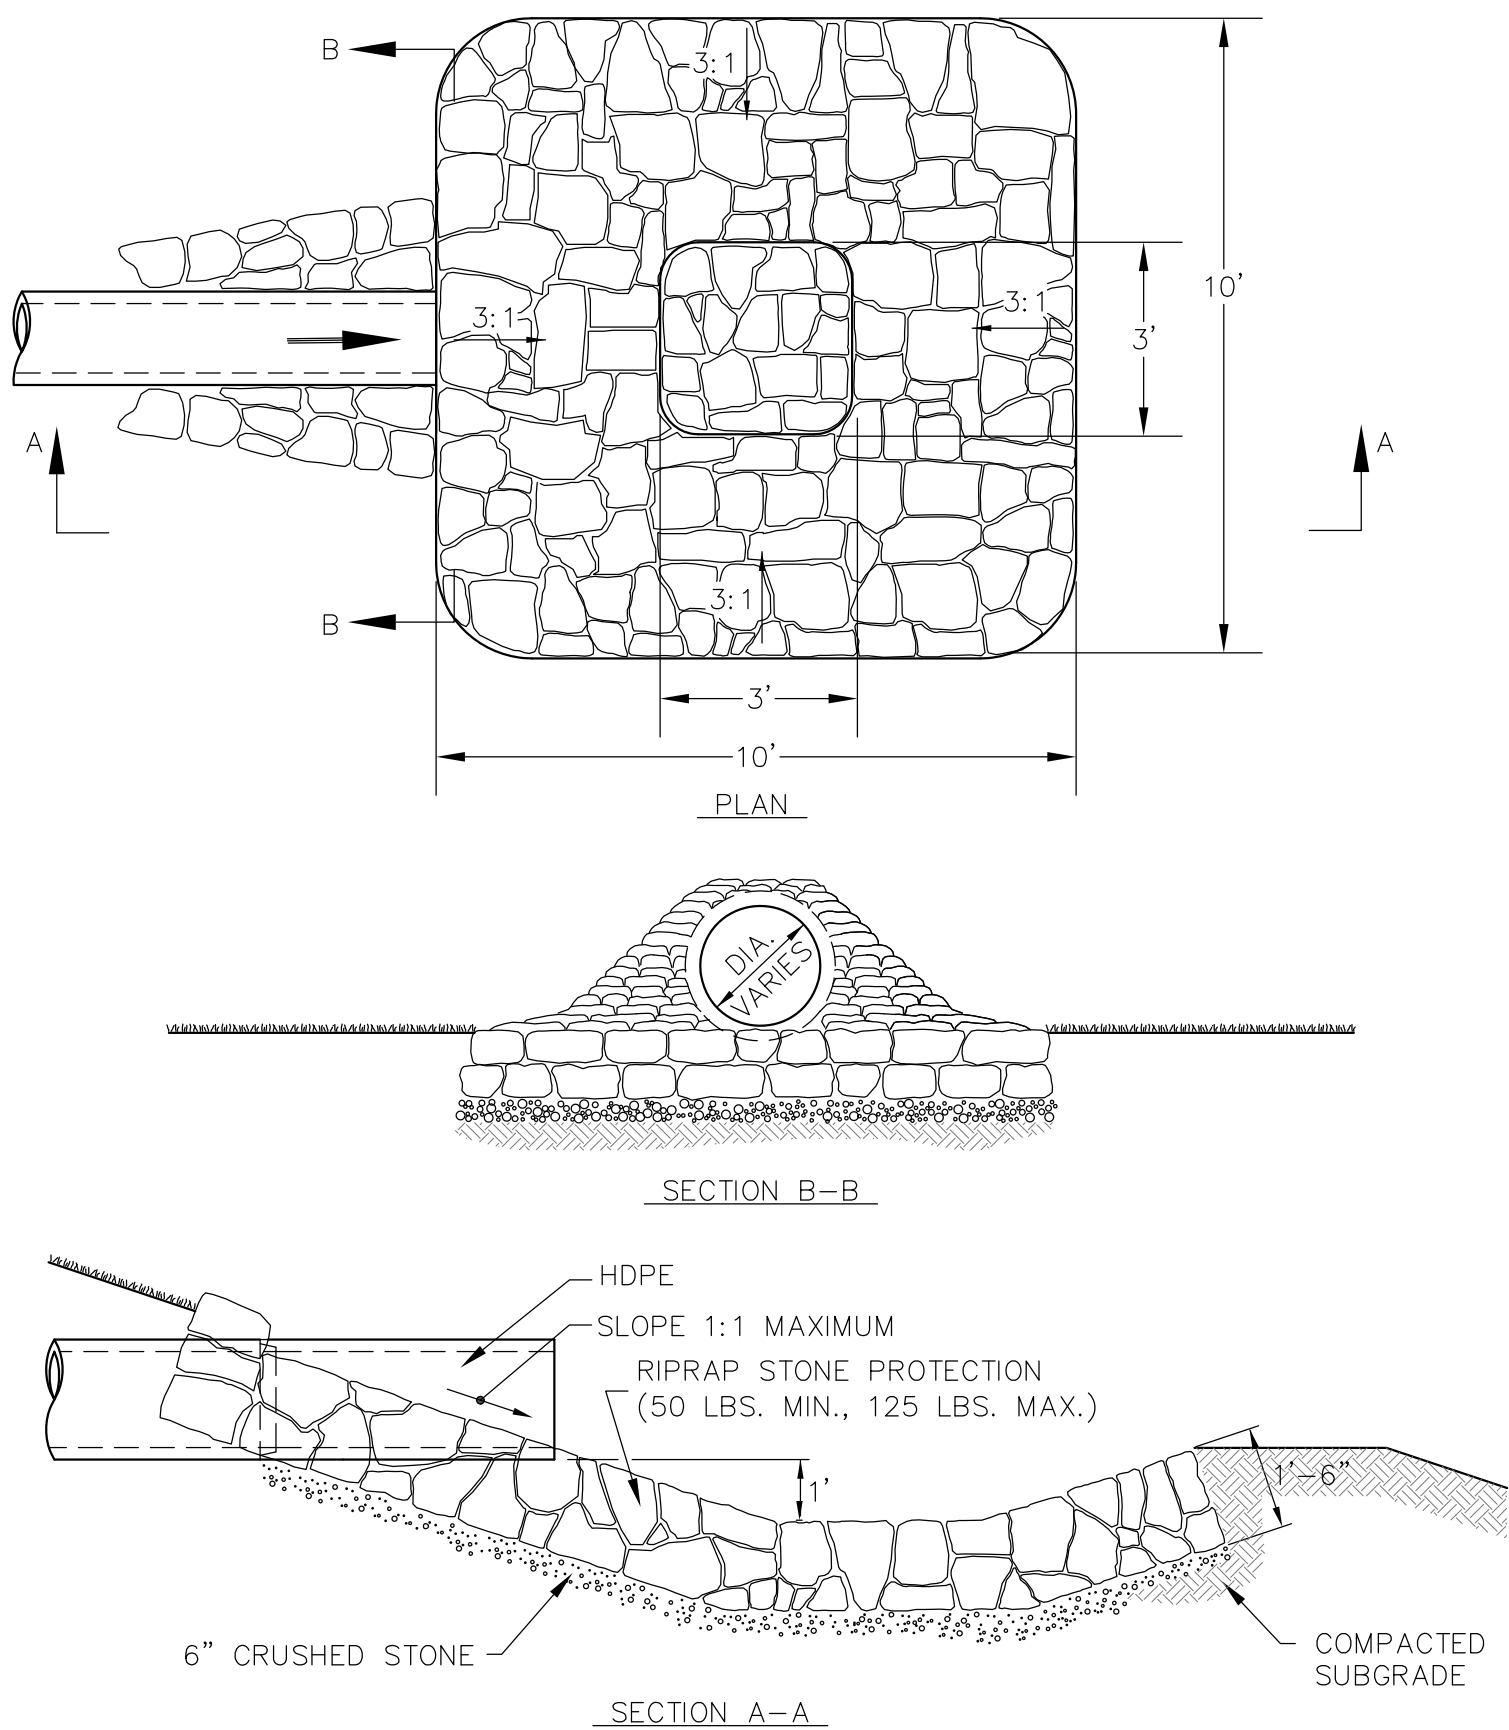 B
3:1
10'
3:1
3:1
3'
A
A
B
3:1
3'
10'
PLAN
DIA.
VARIES
SECTION B-B
HDPE
SLOPE 1:1 MAXIMUM
RIPRAP STONE PROTECTION
(50 LBS. MIN., 125 LBS. MAX.)
1'
1'-6"
6" CRUSHED STONE
COMPACTED
SUBGRADE
SECTION A-A